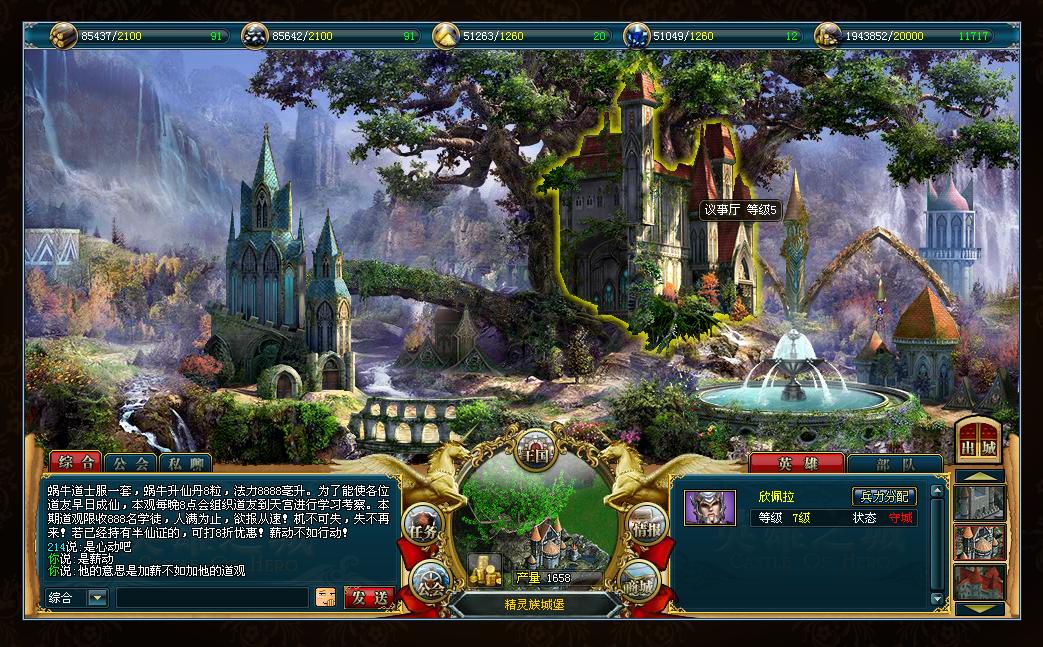 85437/2100 91
85642/2100 91
51263/1260 20
51049/1260 12
1943852/20000 11717
议事厅 等级5
出城
综合 公会 私聊
蜗牛道士服一套，蜗牛升仙丹8粒，法力8888毫升。为了能使各位
道友早日成仙，本观每晚8点会组织道友到天宫进行学习考察。本
期道观限收888名学徒，人满为止，欲报从速！机不可失，失不再
来！若已经持有半仙证的，可打8折优惠！薪动不如行动！
214说:是心动吧
你说:是薪动
你说:他的意思是加薪不如加他的道观
综合
发送
王国
任务
公会
情报
商城
产量 1658
精灵族城堡
英雄 部队
欣佩拉 兵力分配
等级 7级 状态 守城